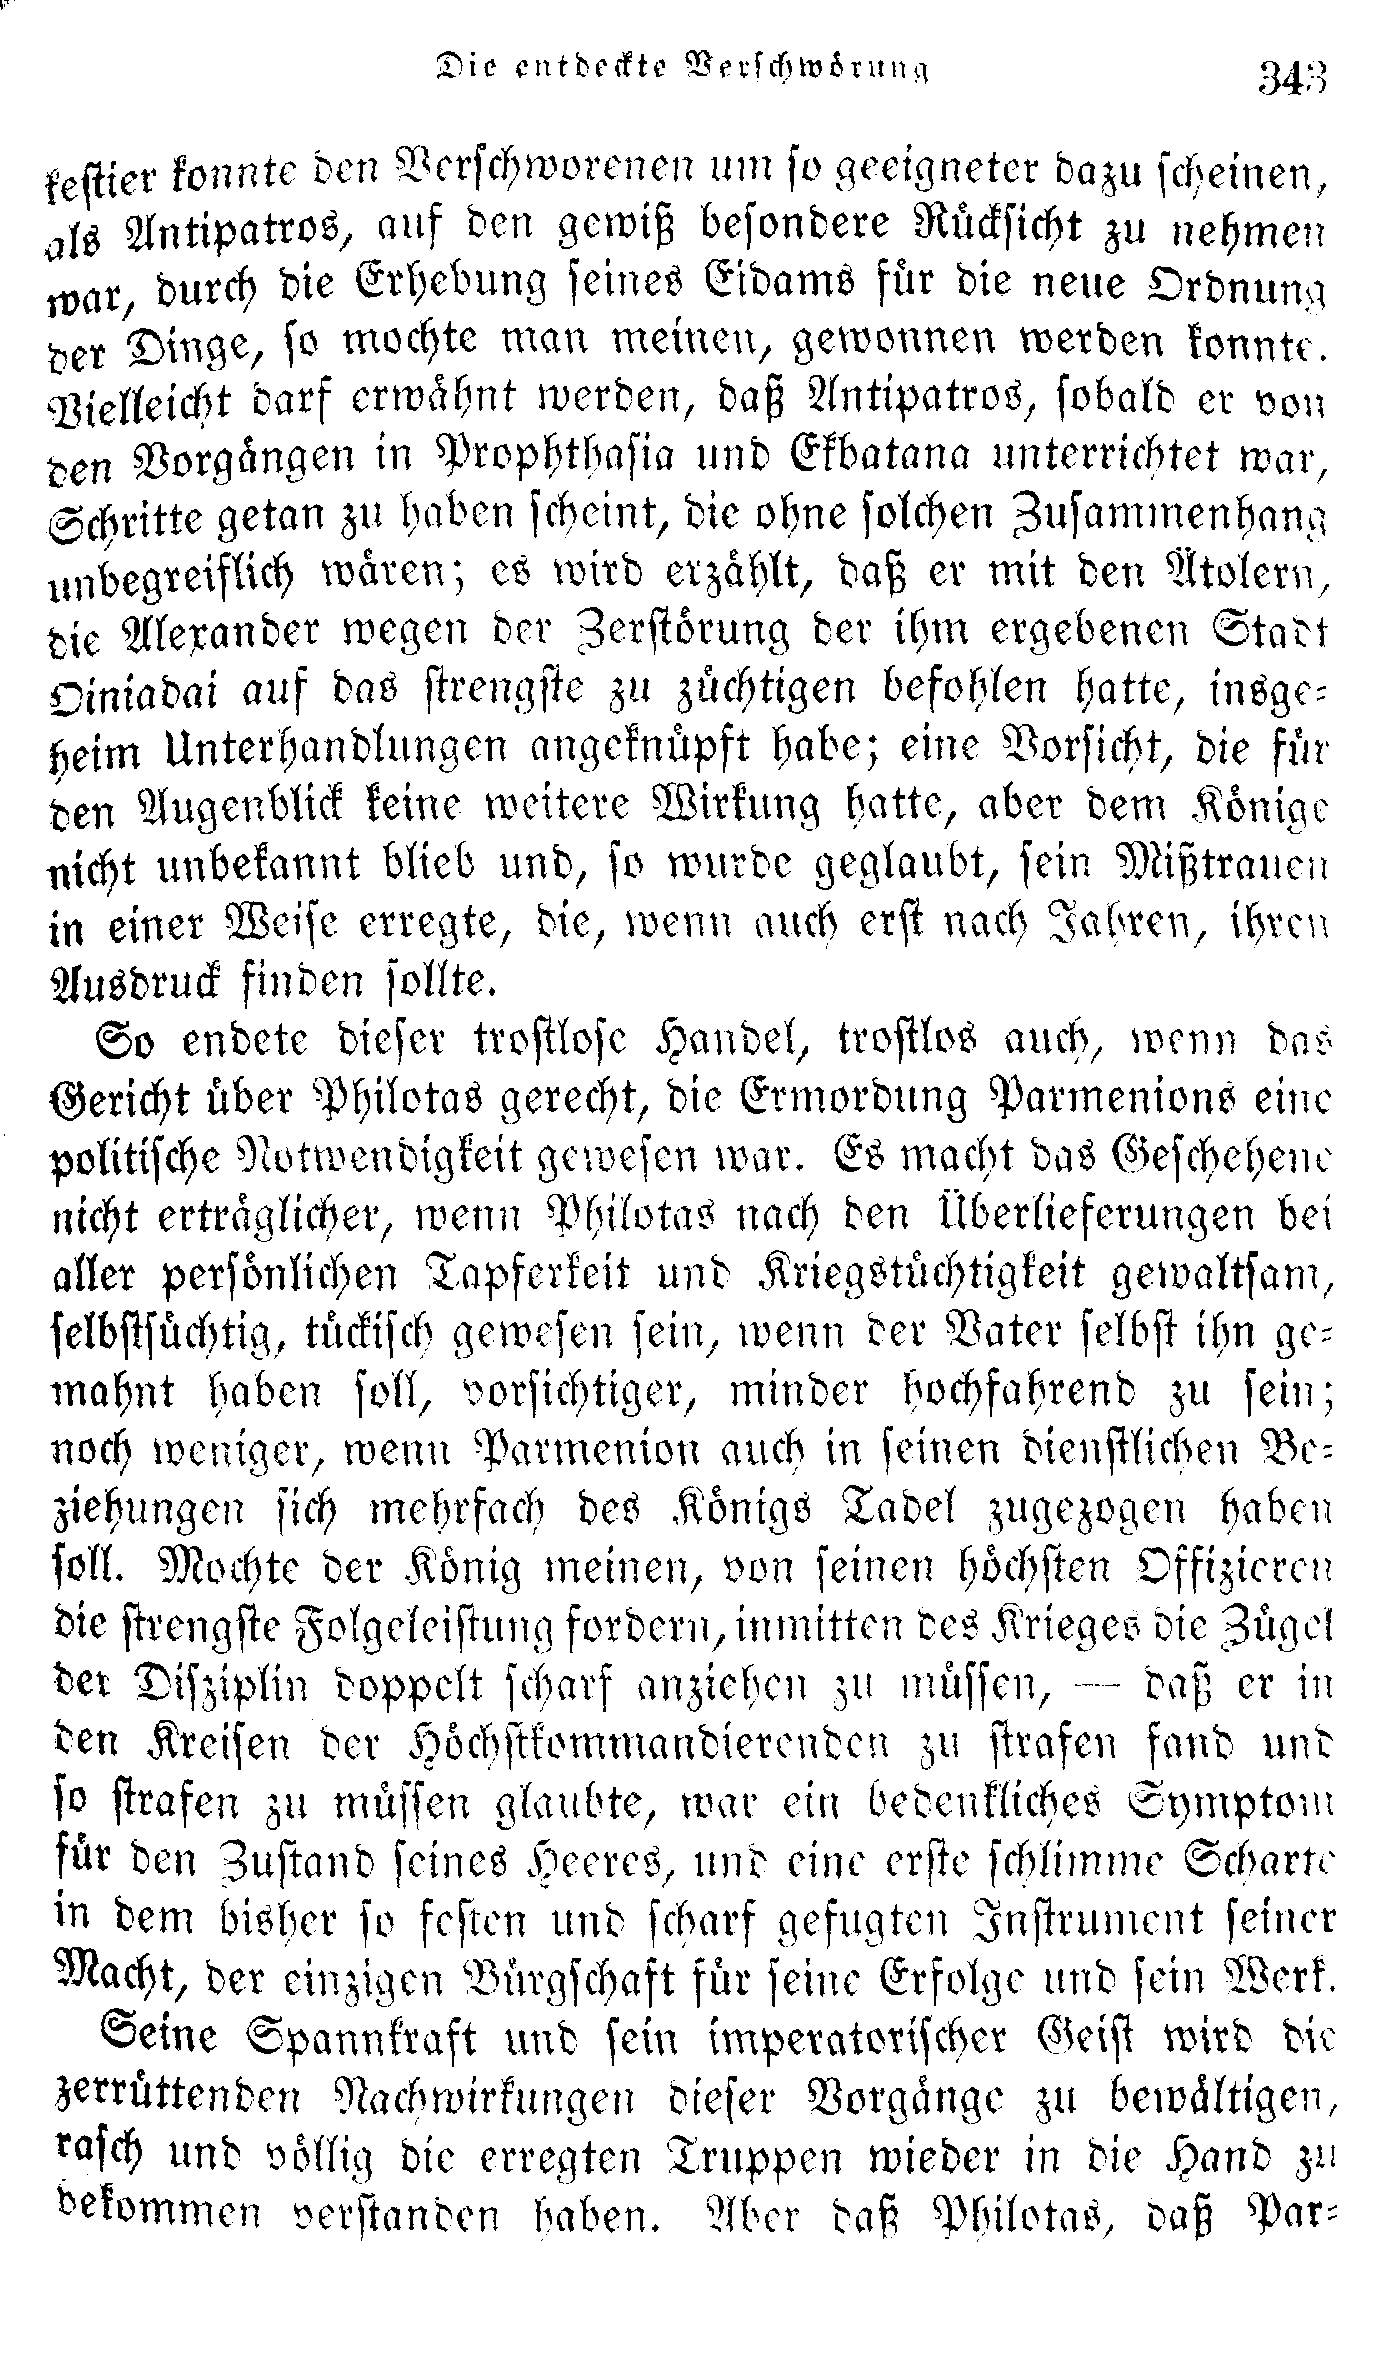 Die entdeckte Verschwörung 343
kestier konnte den Verschworenen um so geeigneter dazu scheinen,
als Antipatros, auf den gewiß besondere Rücksicht zu nehmen
war, durch die Erhebung seines Eidams für die neue Ordnung
der Dinge, so mochte man meinen, gewonnen werden konnte.
Vielleicht darf erwähnt werden, daß Antipatros, sobald er von
den Vorgängen in Prophthasia und Ekbatana unterrichtet war,
Schritte getan zu haben scheint, die ohne solchen Zusammenhang
unbegreiflich wären; es wird erzählt, daß er mit den Ätolern,
die Alexander wegen der Zerstörung der ihm ergebenen Stadt
Oiniadai auf das strengste zu züchtigen befohlen hatte, insge-
heim Unterhandlungen angeknüpft habe; eine Vorsicht, die für
den Augenblick keine weitere Wirkung hatte, aber dem Könige
nicht unbekannt blieb und, so wurde geglaubt, sein Mißtrauen
in einer Weise erregte, die, wenn auch erst nach Jahren, ihren
Ausdruck finden sollte.
So endete dieser trostlose Handel, trostlos auch, wenn das
Gericht über Philotas gerecht, die Ermordung Parmenions eine
politische Notwendigkeit gewesen war. Es macht das Geschehene
nicht erträglicher, wenn Philotas nach den Überlieferungen bei
aller persönlichen Tapferkeit und Kriegstüchtigkeit gewaltsam,
selbstsüchtig, tückisch gewesen sein, wenn der Vater selbst ihn ge-
mahnt haben soll, vorsichtiger, minder hochfahrend zu sein;
noch weniger, wenn Parmenion auch in seinen dienstlichen Be-
ziehungen sich mehrfach des Königs Tadel zugezogen haben
soll. Mochte der König meinen, von seinen höchsten Offizieren
die strengste Folgeleistung fordern, inmitten des Krieges die Zügel
der Disziplin doppelt scharf anziehen zu müssen, — daß er in
den Kreisen der Höchstkommandierenden zu strafen fand und
so strafen zu müssen glaubte, war ein bedenkliches Symptom
für den Zustand seines Heeres, und eine erste schlimme Scharte
in dem bisher so festen und scharf gefugten Instrument seiner
Macht, der einzigen Bürgschaft für seine Erfolge und sein Werk.
Seine Spannkraft und sein imperatorischer Geist wird die
zerrüttenden Nachwirkungen dieser Vorgänge zu bewältigen,
rasch und völlig die erregten Truppen wieder in die Hand zu
bekommen verstanden haben. Aber daß Philotas, daß Par-